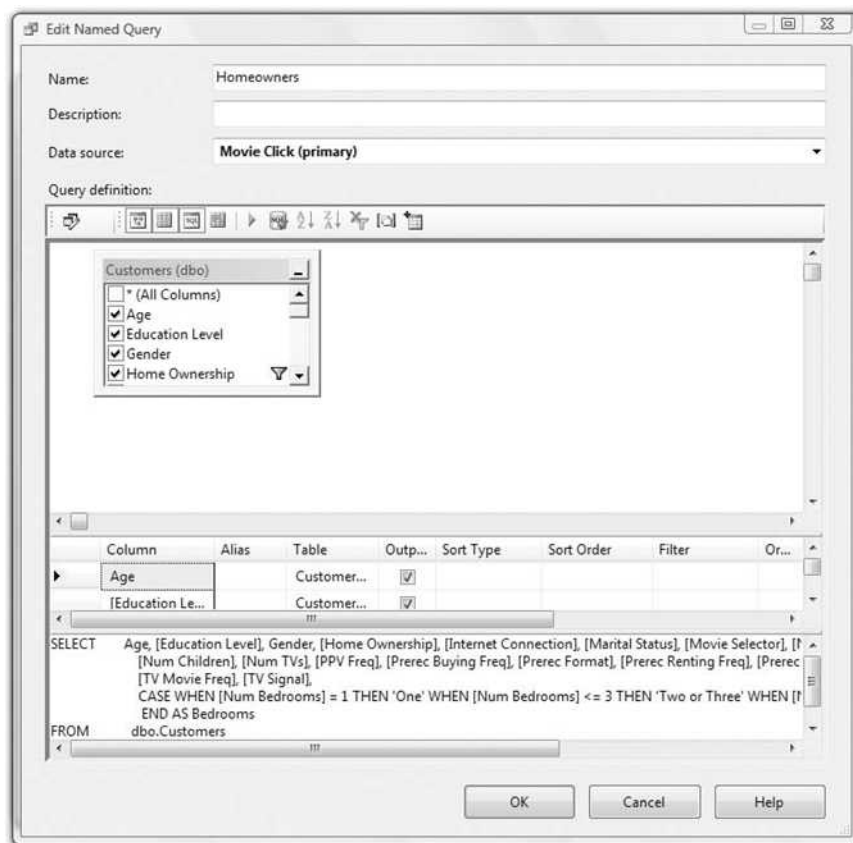 Edit Named Query
Name: Homeowners
Description:
Data source: Movie Click (primary)
Query definition:
Customers (dbo)
* (All Columns)
Age
Education Level
Gender
Home Ownership
Column Alias Table Outp... Sort Type Sort Order Filter Or...
Age Customer...
[Education Le... Customer...
SELECT Age, [Education Level], Gender, [Home Ownership], [Internet Connection], [Marital Status], [Movie Selector],
[Num Children], [Num TVs], [PPV Freq], [Prerec Buying Freq], [Prerec Format], [Prerec Renting Freq], [Prerec
[TV Movie Freq], [TV Signal],
CASE WHEN [Num Bedrooms] = 1 THEN 'One' WHEN [Num Bedrooms] <= 3 THEN 'Two or Three' WHEN
END AS Bedrooms
FROM dbo.Customers
OK Cancel Help